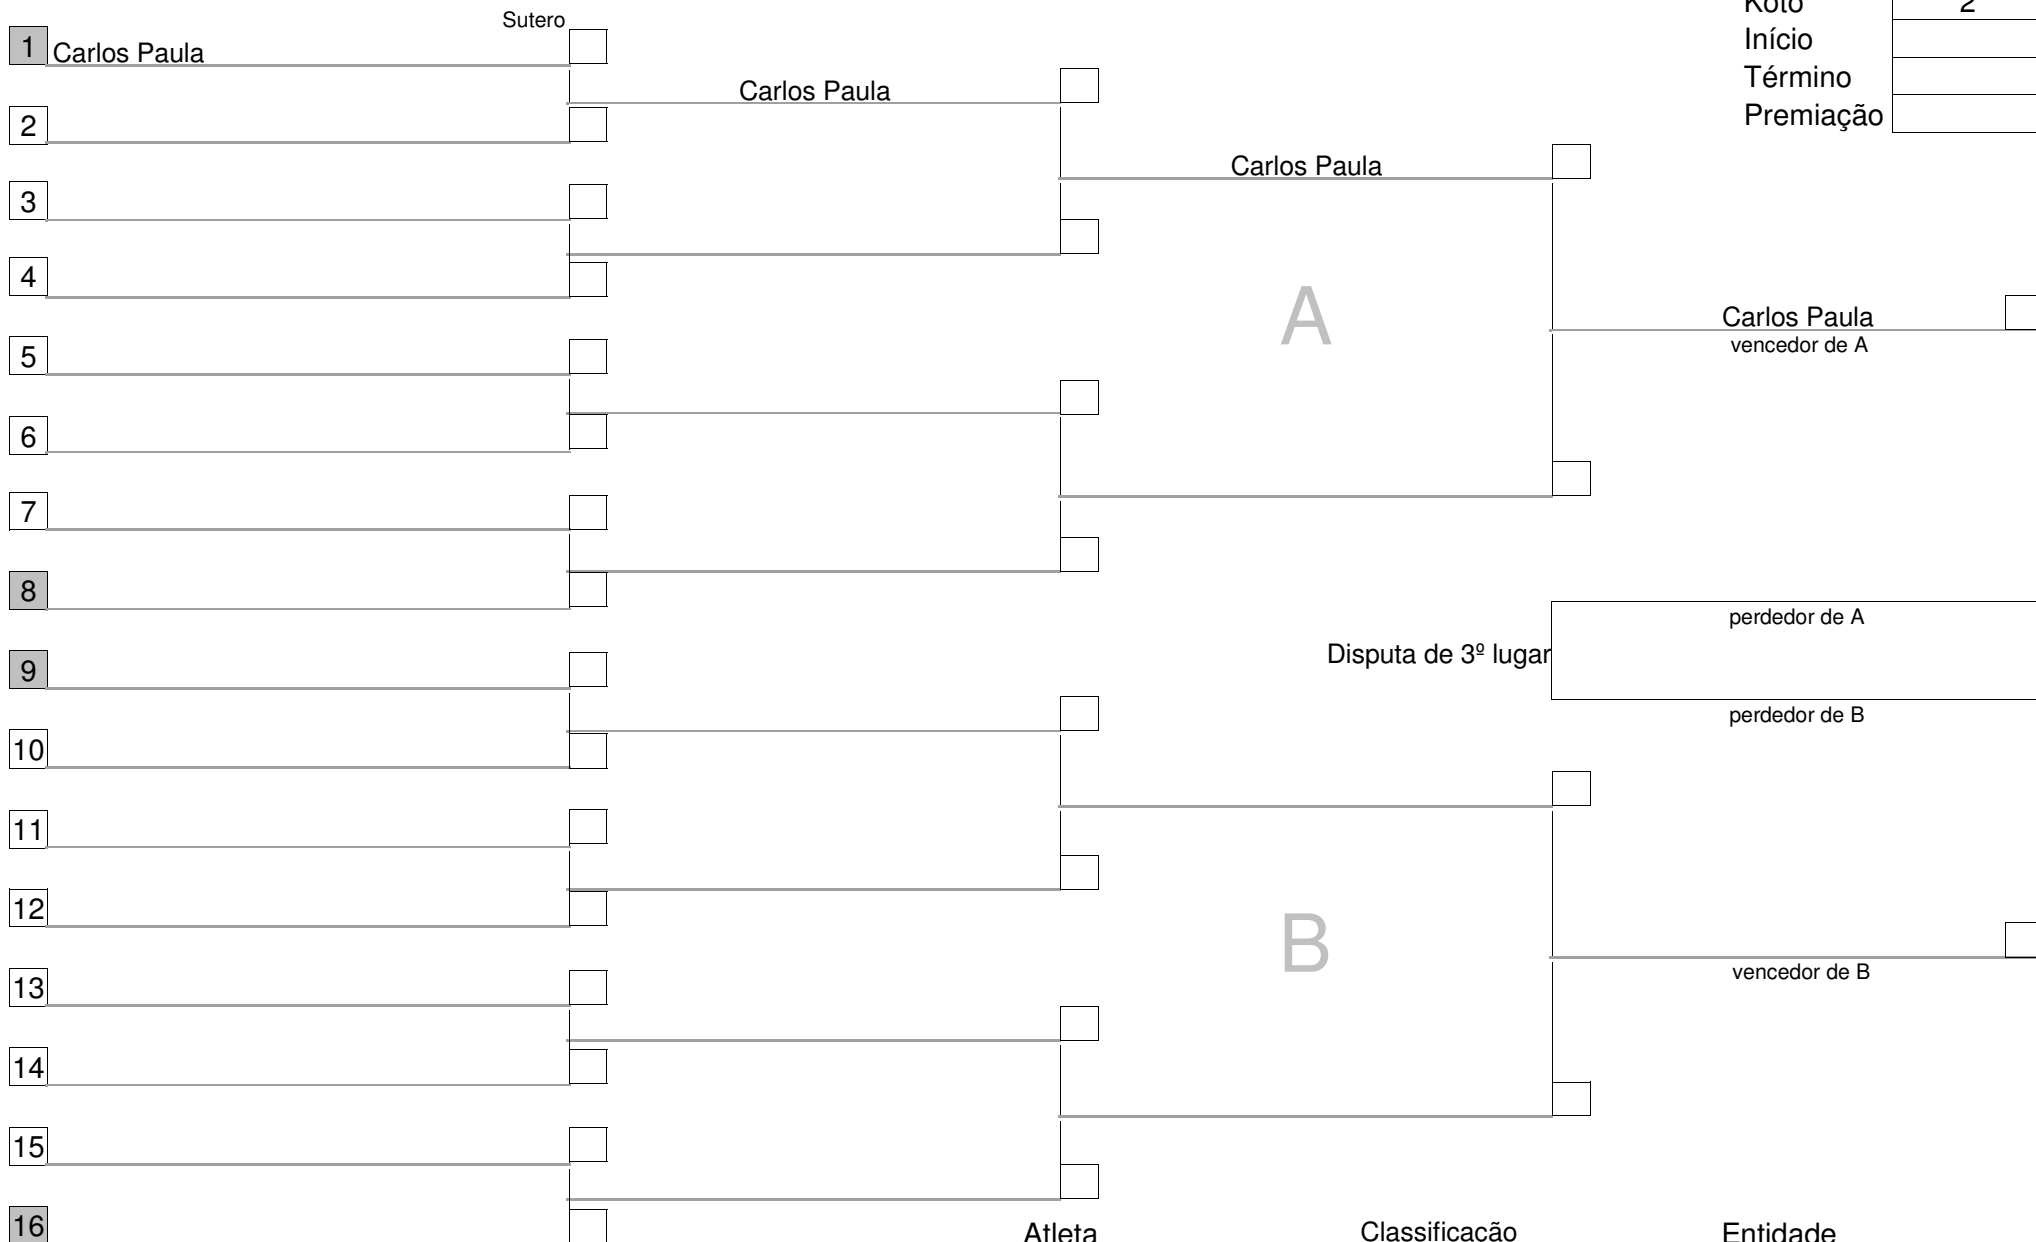 Koto 2
Sutero
Início
1 Carlos Paula
Término
Carlos Paula
Premiação
2
Carlos Paula
3
4
A
Carlos Paula
vencedor de A
5
6
7
8
perdedor de A
Disputa de 3º lugar
9
perdedor de B
10
11
12
B
vencedor de B
13
14
15
16
Atleta Classificação Entidade